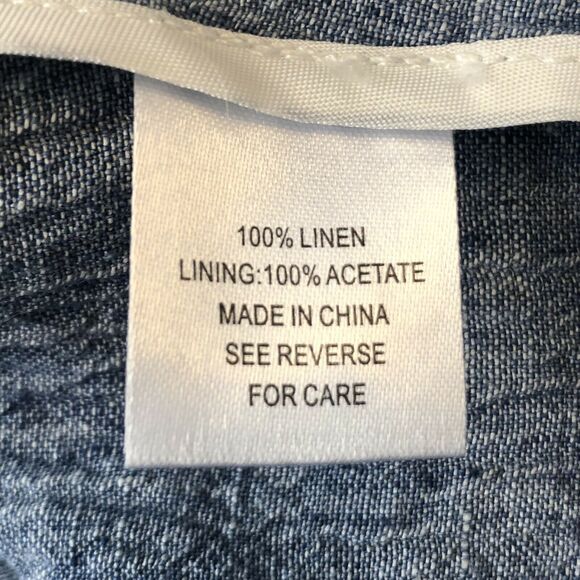 100% LINEN
LINING:100% ACETATE
MADE IN CHINA
SEE REVERSE
FOR CARE